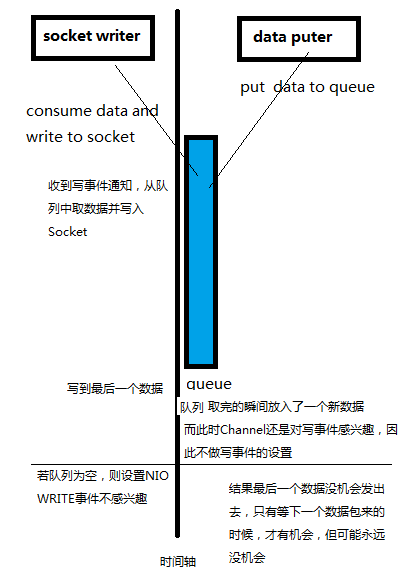 socket writer
data puter
put data to queue
consume data and
write to socket
收到写事件通知，从队
列中取数据并写入
Socket
queue
写到最后一个数据
队列 取完的瞬间放入了一个新数据
而此时Channel还是对写事件感兴趣，因
此不做写事件的设置
若队列为空，则设置NIO
WRITE事件不感兴趣
结果最后一个数据没机会发出
去，只有等下一个数据包来的
时候，才有机会，但可能永远
没机会
时间轴